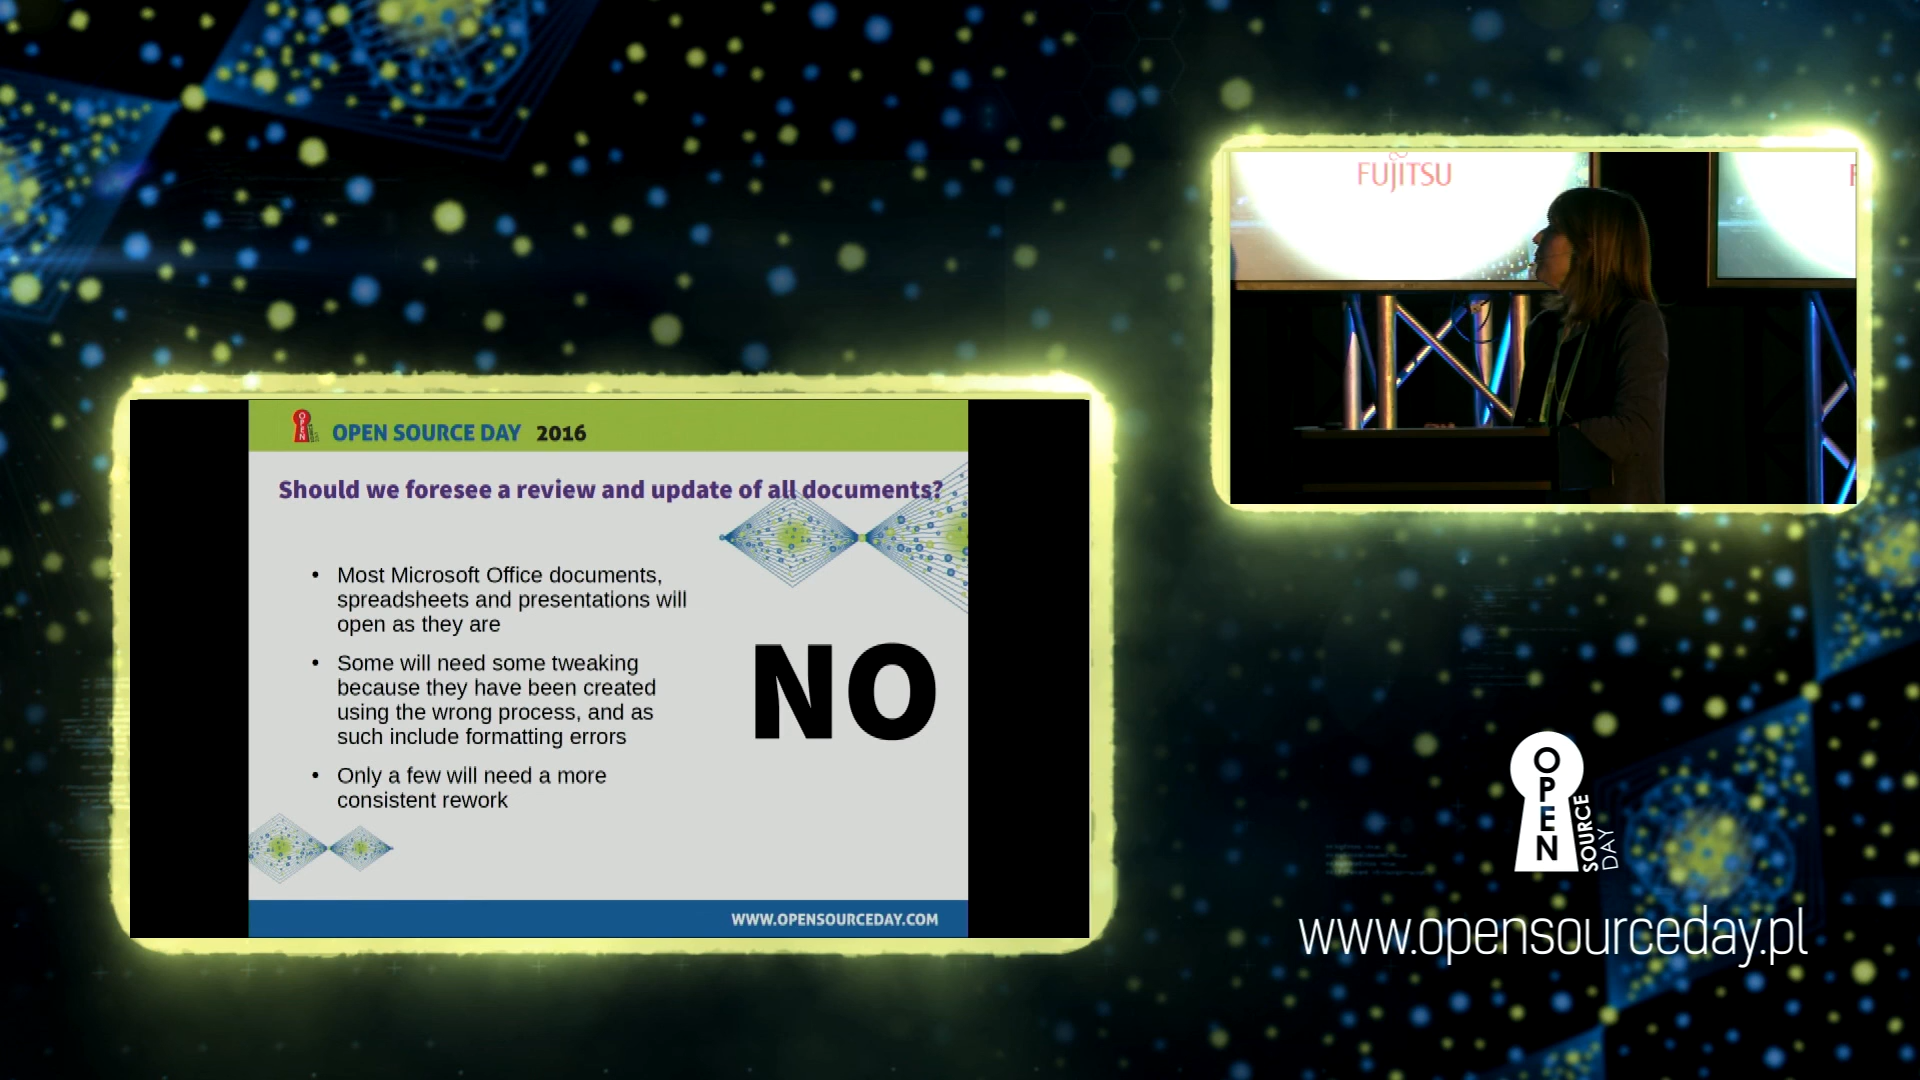 OPEN SOURCE DAY 2016
Should we foresee a review and update of all documents?
• Most Microsoft Office documents,
spreadsheets and presentations will
open as they are
• Some will need some tweaking
because they have been created
using the wrong process, and as
such include formatting errors
• Only a few will need a more
consistent rework
NO
WWW.OPENSOURCEDAY.COM
FUJITSU
OPEN
SOURCE
DAY
www.opensourceday.pl